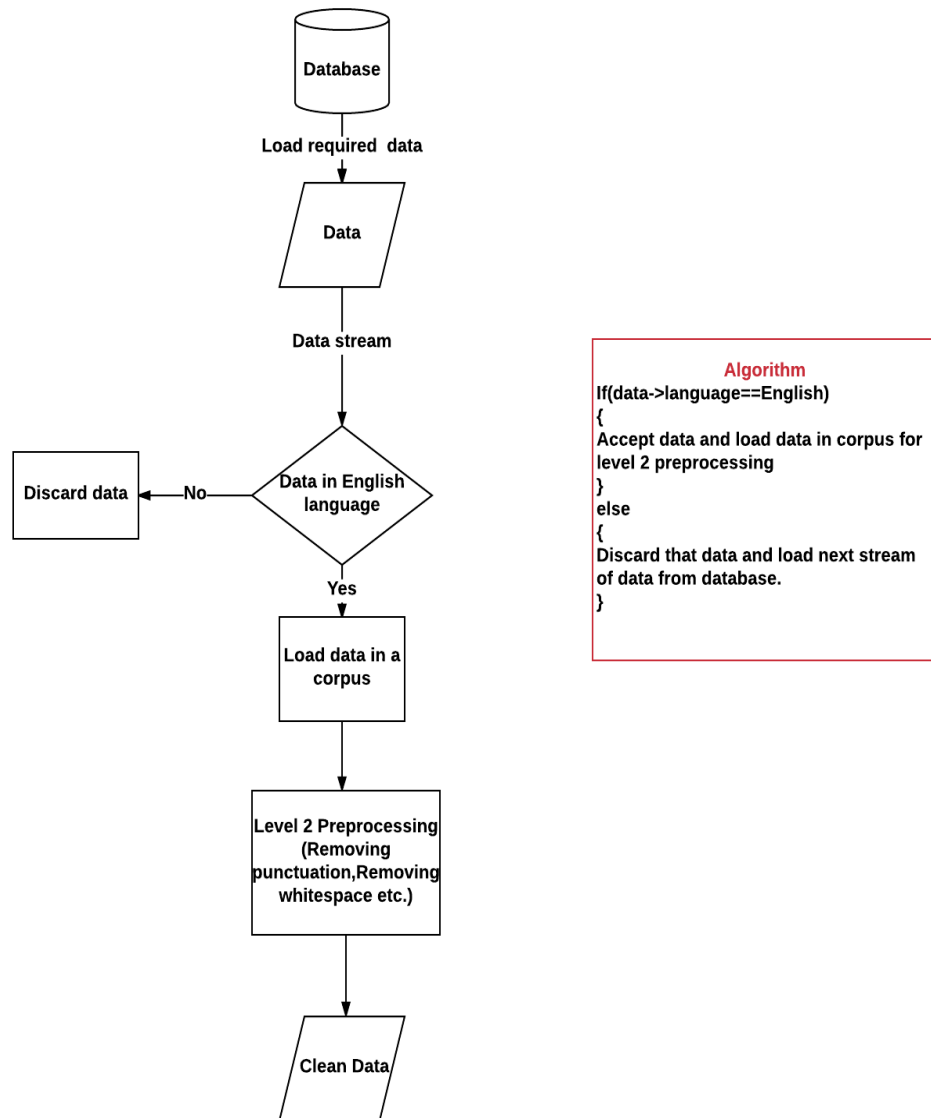 Database
Load required data
Data
Data stream
Data in English
language
No
Discard data
Yes
Load data in a
corpus
Level 2 Preprocessing
(Removing
punctuation,Removing
whitespace etc.)
Clean Data
Algorithm
If(data->language==English)
{
Accept data and load data in corpus for
level 2 preprocessing
}
else
{
Discard that data and load next stream
of data from database.
}